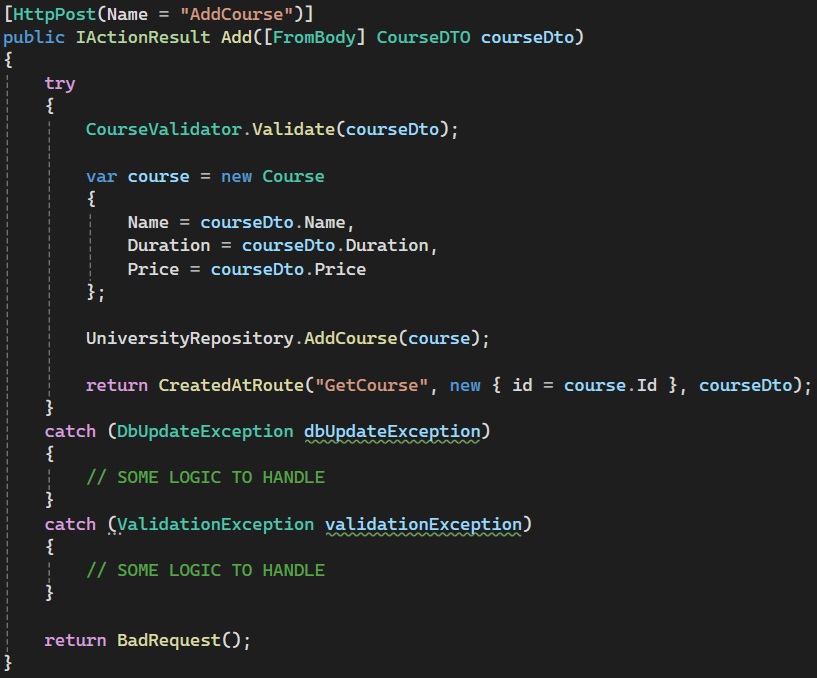 [HttpPost(Name = "AddCourse")]
public IActionResult Add([FromBody] CourseDTO courseDto)
{
    try
    {
        CourseValidator.Validate(courseDto);
        var course = new Course
        {
            Name = courseDto.Name,
            Duration = courseDto.Duration,
            Price = courseDto.Price
        };
        UniversityRepository.AddCourse(course);
        return CreatedAtRoute("GetCourse", new { id = course.Id }, courseDto);
    }
    catch (DbUpdateException dbUpdateException)
    {
        // SOME LOGIC TO HANDLE
    }
    catch (ValidationException validationException)
    {
        // SOME LOGIC TO HANDLE
    }
    return BadRequest();
}